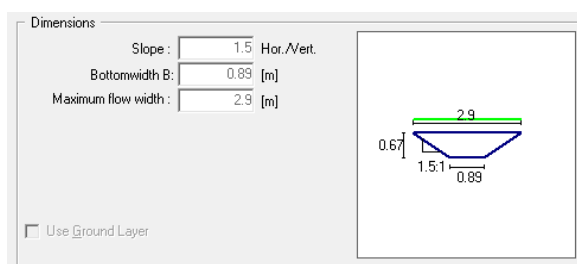 Dimensions
Slope : 1.5 Hor./Vert.
Bottomwidth B: 0.89 [m]
Maximum flow width : 2.9 [m]
2.9
0.67
1.5:1
0.89
Use Ground Layer